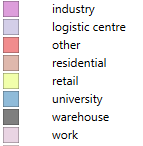 industry
logistic centre
other
residential
retail
university
warehouse
work